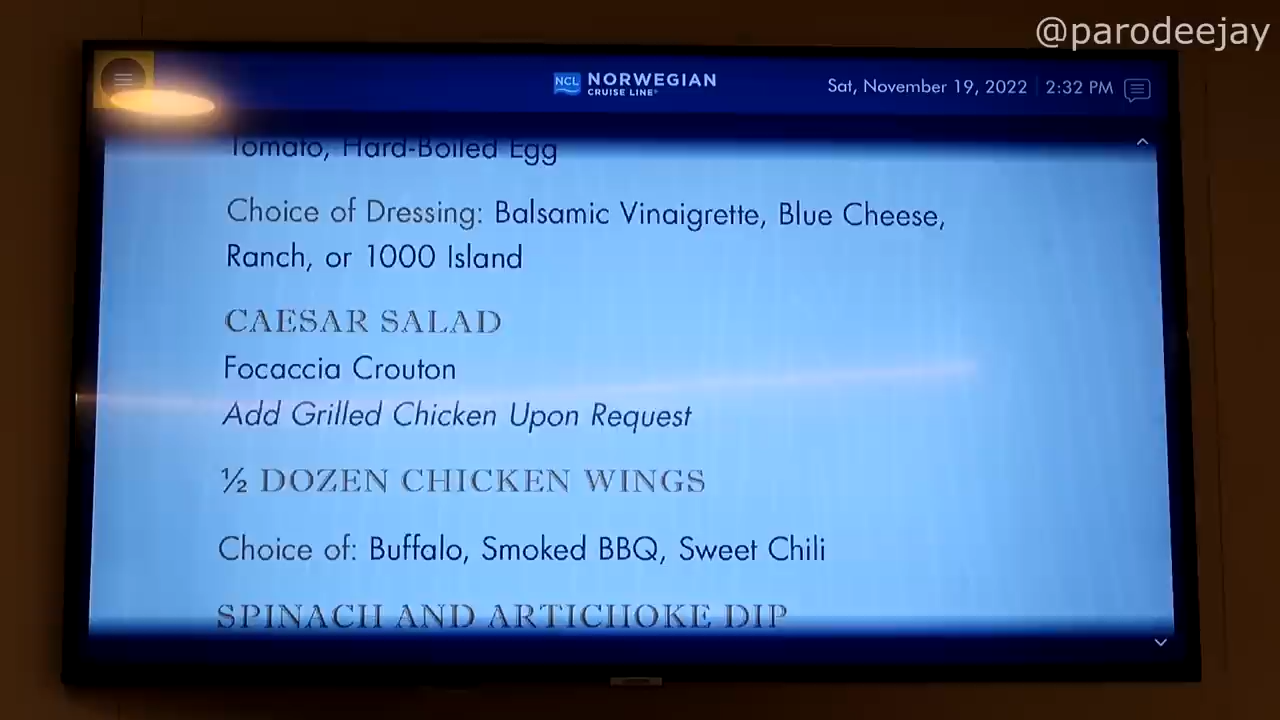 @parodeejay
NCL NORWEGIAN
CRUISE LINE®
Sat, November 19, 2022 2:32 PM
Tomato, Hard-Boiled Egg
Choice of Dressing: Balsamic Vinaigrette, Blue Cheese,
Ranch, or 1000 Island
CAESAR SALAD
Focaccia Crouton
Add Grilled Chicken Upon Request
½ DOZEN CHICKEN WINGS
Choice of: Buffalo, Smoked BBQ, Sweet Chili
SPINACH AND ARTICHOKE DIP